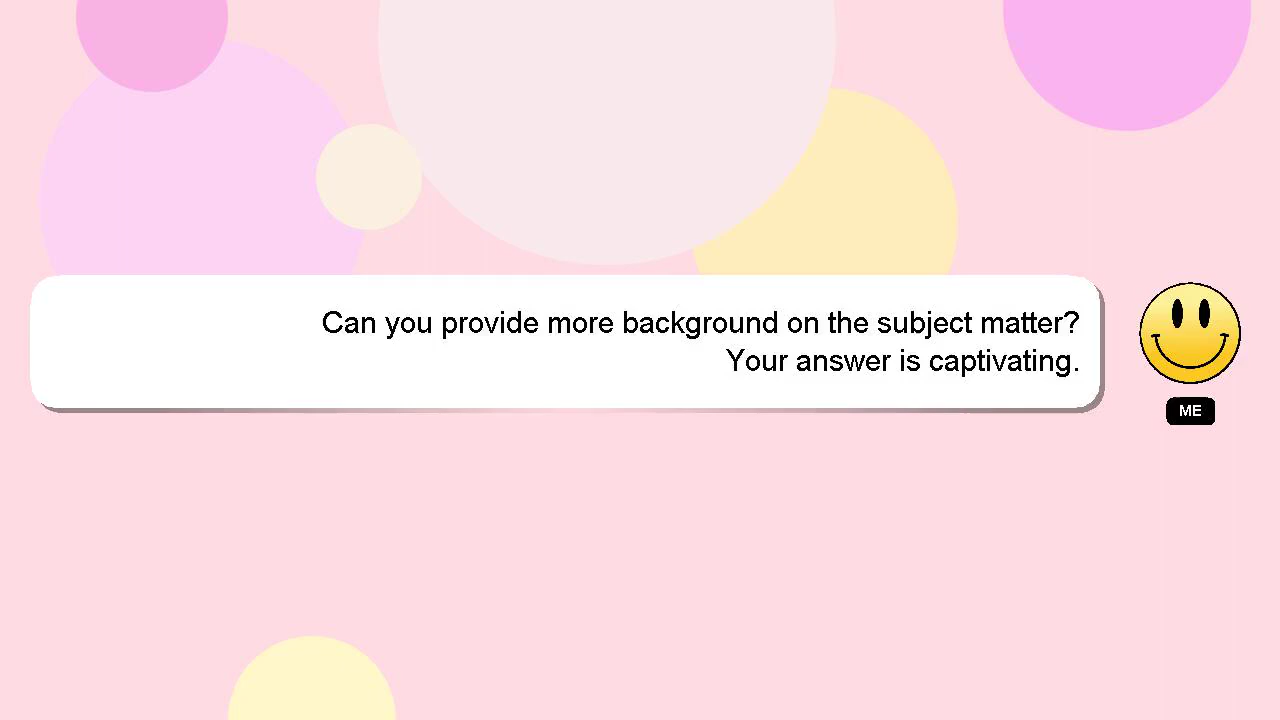 Can you provide more background on the subject matter?
Your answer is captivating.
ME